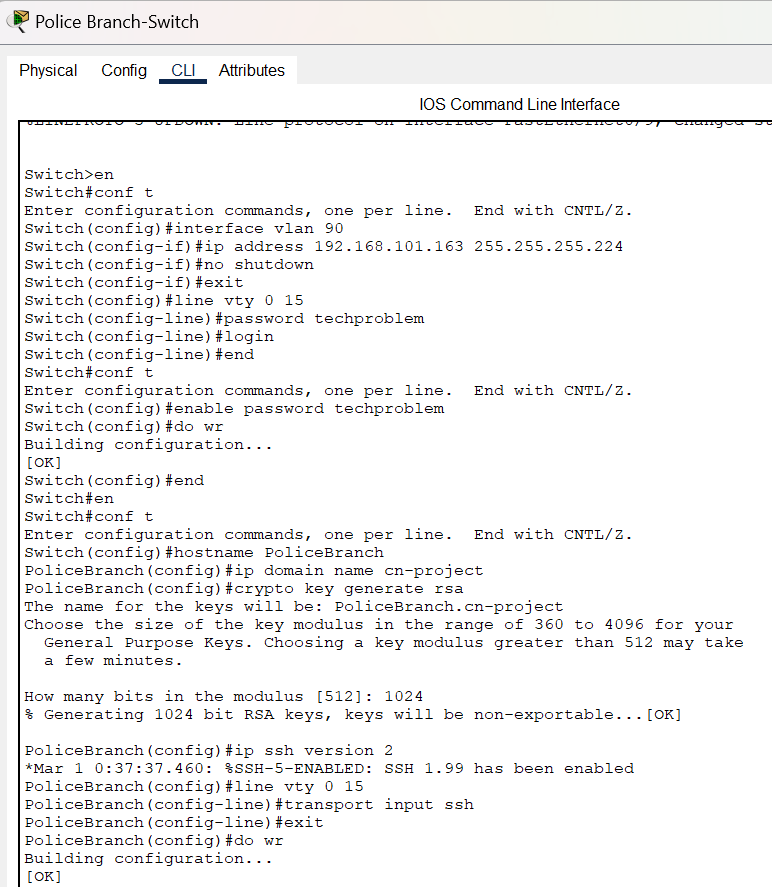 Police Branch-Switch
Physical Config CLI Attributes
IOS Command Line Interface
Switch>en
Switch#conf t
Enter configuration commands, one per line.  End with CNTL/Z.
Switch(config)#interface vlan 90
Switch(config-if)#ip address 192.168.101.163 255.255.255.224
Switch(config-if)#no shutdown
Switch(config-if)#exit
Switch(config)#line vty 0 15
Switch(config-line)#password techproblem
Switch(config-line)#login
Switch(config-line)#end
Switch#conf t
Enter configuration commands, one per line.  End with CNTL/Z.
Switch(config)#enable password techproblem
Switch(config)#do wr
Building configuration...
[OK]
Switch(config)#end
Switch#en
Switch#conf t
Enter configuration commands, one per line.  End with CNTL/Z.
Switch(config)#hostname PoliceBranch
PoliceBranch(config)#ip domain name cn-project
PoliceBranch(config)#crypto key generate rsa
The name for the keys will be: PoliceBranch.cn-project
Choose the size of the key modulus in the range of 360 to 4096 for your
  General Purpose Keys. Choosing a key modulus greater than 512 may take
  a few minutes.
How many bits in the modulus [512]: 1024
% Generating 1024 bit RSA keys, keys will be non-exportable...[OK]
PoliceBranch(config)#ip ssh version 2
*Mar 1 0:37:37.460: %SSH-5-ENABLED: SSH 1.99 has been enabled
PoliceBranch(config)#line vty 0 15
PoliceBranch(config-line)#transport input ssh
PoliceBranch(config-line)#exit
PoliceBranch(config)#do wr
Building configuration...
[OK]